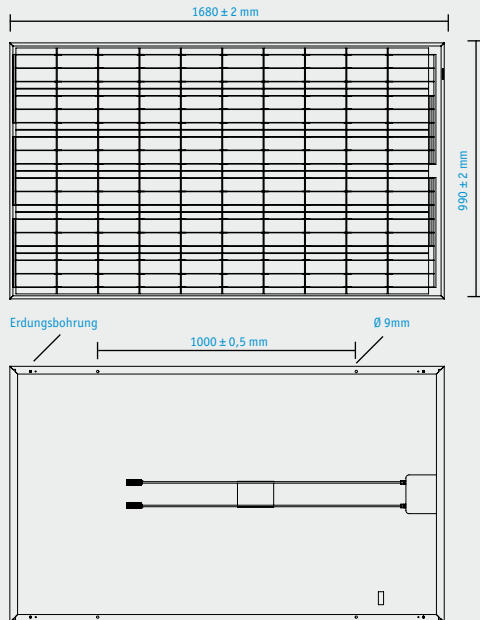 1680 ± 2 mm
990 ± 2 mm
Erdungsbohrung
Ø 9mm
1000 ± 0,5 mm